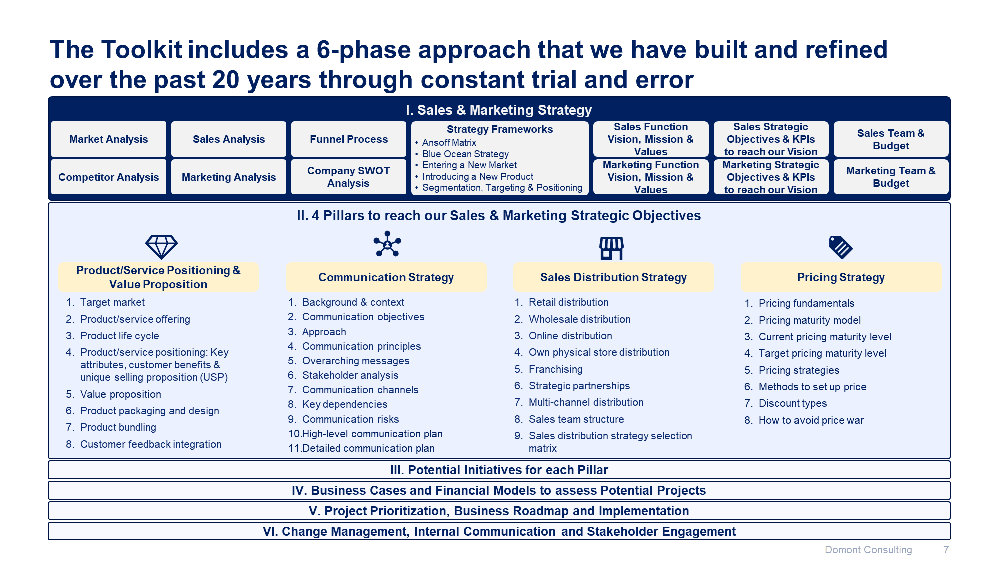 The Toolkit includes a 6-phase approach that we have built and refined
over the past 20 years through constant trial and error
I. Sales & Marketing Strategy
Market Analysis
Sales Analysis
Funnel Process
Competitor Analysis
Marketing Analysis
Company SWOT
Analysis
Strategy Frameworks
• Ansoff Matrix
• Blue Ocean Strategy
• Entering a New Market
• Introducing a New Product
• Segmentation, Targeting & Positioning
Sales Function
Vision, Mission &
Values
Sales Strategic
Objectives & KPIs
to reach our Vision
Sales Team &
Budget
Marketing Function
Vision, Mission &
Values
Marketing Strategic
Objectives & KPIs
to reach our Vision
Marketing Team &
Budget
II. 4 Pillars to reach our Sales & Marketing Strategic Objectives
Product/Service Positioning &
Value Proposition
1. Target market
2. Product/service offering
3. Product life cycle
4. Product/service positioning: Key
attributes, customer benefits &
unique selling proposition (USP)
5. Value proposition
6. Product packaging and design
7. Product bundling
8. Customer feedback integration
Communication Strategy
1. Background & context
2. Communication objectives
3. Approach
4. Communication principles
5. Overarching messages
6. Stakeholder analysis
7. Communication channels
8. Key dependencies
9. Communication risks
10.High-level communication plan
11.Detailed communication plan
Sales Distribution Strategy
1. Retail distribution
2. Wholesale distribution
3. Online distribution
4. Own physical store distribution
5. Franchising
6. Strategic partnerships
7. Multi-channel distribution
8. Sales team structure
9. Sales distribution strategy selection
matrix
Pricing Strategy
1. Pricing fundamentals
2. Pricing maturity model
3. Current pricing maturity level
4. Target pricing maturity level
5. Pricing strategies
6. Methods to set up price
7. Discount types
8. How to avoid price war
III. Potential Initiatives for each Pillar
IV. Business Cases and Financial Models to assess Potential Projects
V. Project Prioritization, Business Roadmap and Implementation
VI. Change Management, Internal Communication and Stakeholder Engagement
Domont Consulting
7